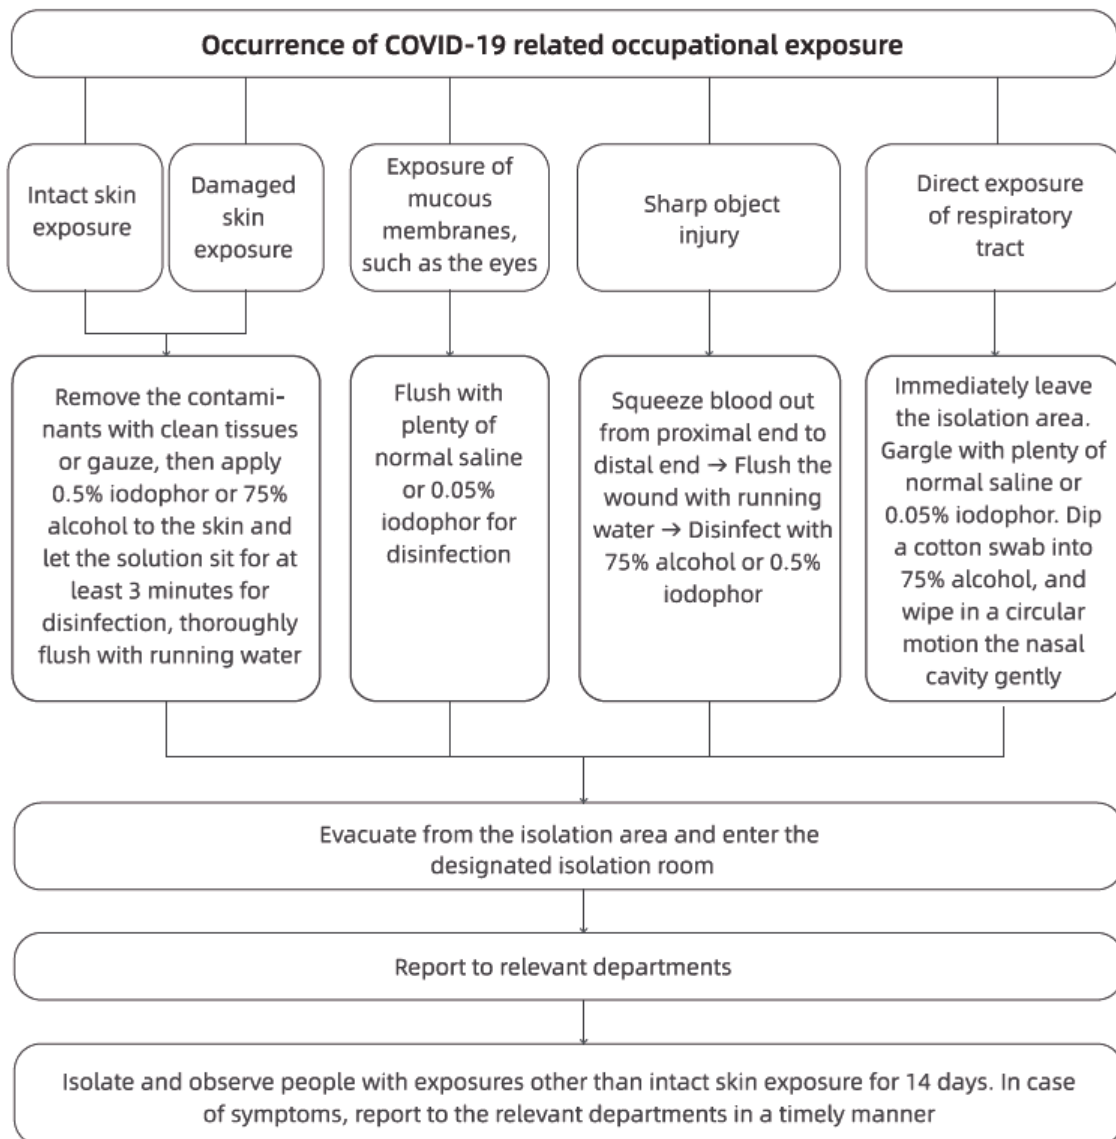 Occurrence of COVID-19 related occupational exposure
Intact skin
exposure
Damaged
skin
exposure
Exposure of
mucous
membranes,
such as the eyes
Sharp object
injury
Direct exposure
of respiratory
tract
Remove the contami-
nants with clean tissues
or gauze, then apply
0.5% iodophor or 75%
alcohol to the skin and
let the solution sit for at
least 3 minutes for
disinfection, thoroughly
flush with running water
Flush with
plenty of
normal saline
or 0.05%
iodophor for
disinfection
Squeeze blood out
from proximal end to
distal end → Flush the
wound with running
water → Disinfect with
75% alcohol or 0.5%
iodophor
Immediately leave
the isolation area.
Gargle with plenty of
normal saline or
0.05% iodophor. Dip
a cotton swab into
75% alcohol, and
wipe in a circular
motion the nasal
cavity gently
Evacuate from the isolation area and enter the
designated isolation room
Report to relevant departments
Isolate and observe people with exposures other than intact skin exposure for 14 days. In case
of symptoms, report to the relevant departments in a timely manner